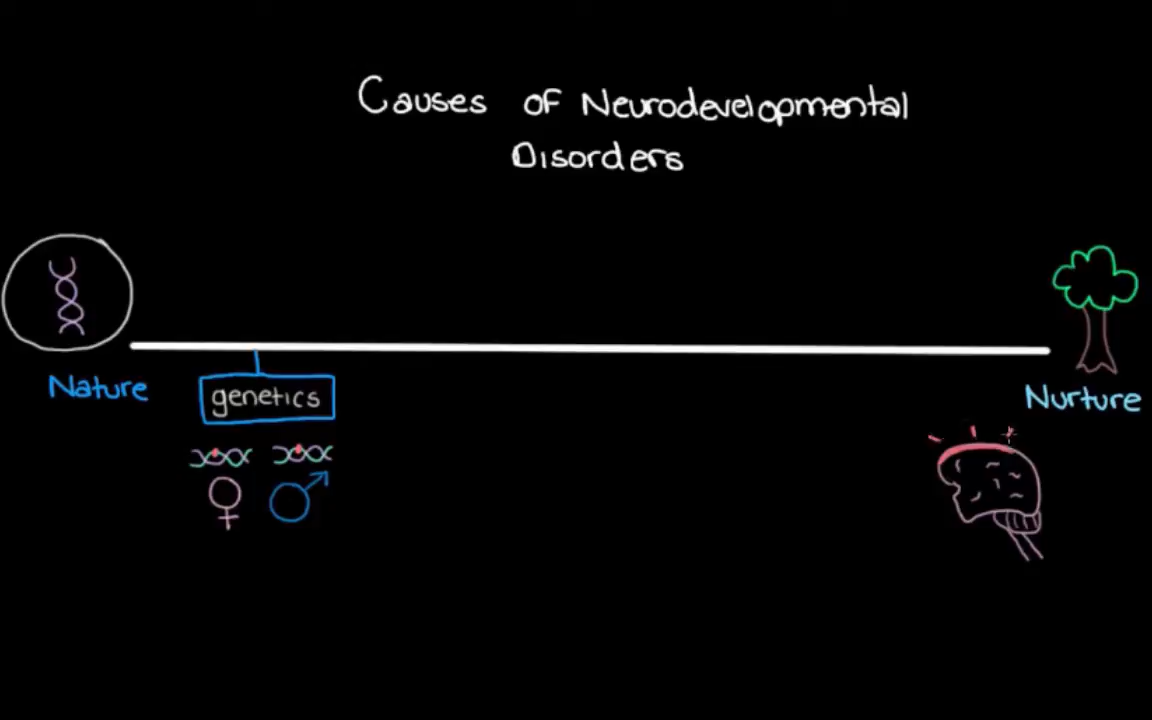 Causes of Neurodevelopmental
Disorders
Nature
genetics
Nurture